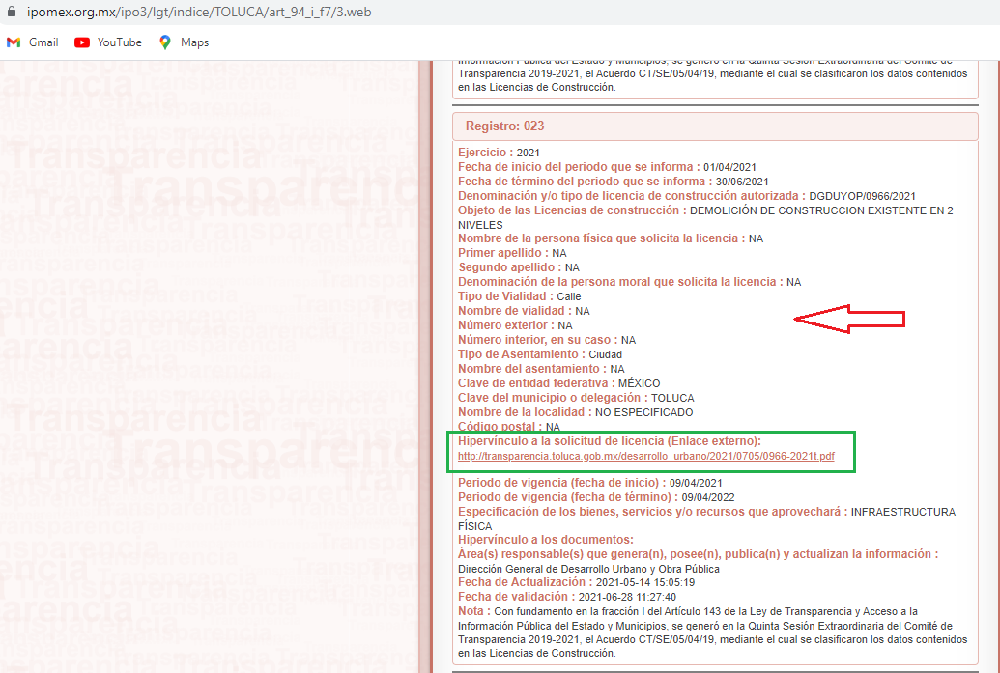 ipomex.org.mx/ipo3/lgt/indice/TOLUCA/art_94_i_f7/3.web
Gmail YouTube Maps
Información Pública del Estado y Municipios, se generó en la Quinta Sesión Extraordinaria del Comité de
Transparencia 2019-2021, el Acuerdo CT/SE/05/04/19, mediante el cual se clasificaron los datos contenidos
en las Licencias de Construcción.
Registro: 023
Ejercicio : 2021
Fecha de inicio del periodo que se informa : 01/04/2021
Fecha de término del periodo que se informa : 30/06/2021
Denominación y/o tipo de licencia de construcción autorizada : DGDUYOP/0966/2021
Objeto de las Licencias de construcción : DEMOLICIÓN DE CONSTRUCCION EXISTENTE EN 2
NIVELES
Nombre de la persona física que solicita la licencia : NA
Primer apellido : NA
Segundo apellido : NA
Denominación de la persona moral que solicita la licencia : NA
Tipo de Vialidad : Calle
Nombre de vialidad : NA
Número exterior : NA
Número interior, en su caso : NA
Tipo de Asentamiento : Ciudad
Nombre del asentamiento : NA
Clave de entidad federativa : MÉXICO
Clave del municipio o delegación : TOLUCA
Nombre de la localidad : NO ESPECIFICADO
Código postal : NA
Hipervínculo a la solicitud de licencia (Enlace externo):
http://transparencia.toluca.gob.mx/desarrollo_urbano/2021/0705/0966-2021t.pdf
Periodo de vigencia (fecha de inicio) : 09/04/2021
Periodo de vigencia (fecha de término) : 09/04/2022
Especificación de los bienes, servicios y/o recursos que aprovechará : INFRAESTRUCTURA
FÍSICA
Hipervínculo a los documentos:
Área(s) responsable(s) que genera(n), posee(n), publica(n) y actualizan la información :
Dirección General de Desarrollo Urbano y Obra Pública
Fecha de Actualización : 2021-05-14 15:05:19
Fecha de validación : 2021-06-28 11:27:40
Nota : Con fundamento en la fracción I del Artículo 143 de la Ley de Transparencia y Acceso a la
Información Pública del Estado y Municipios, se generó en la Quinta Sesión Extraordinaria del Comité de
Transparencia 2019-2021, el Acuerdo CT/SE/05/04/19, mediante el cual se clasificaron los datos contenidos
en las Licencias de Construcción.